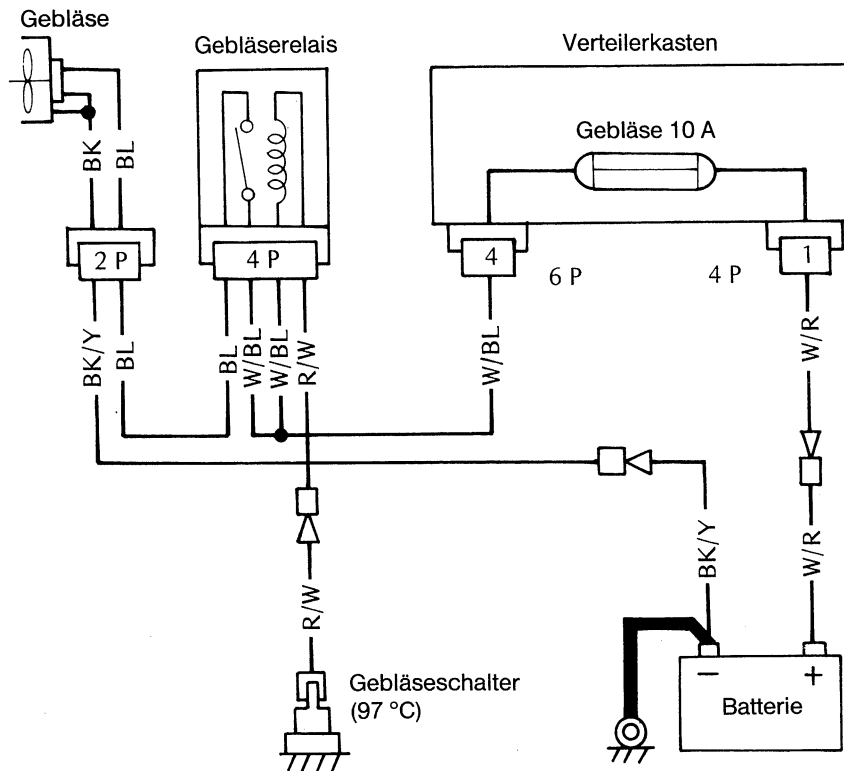 Gebläse
Gebläserelais
Verteilerkasten
Gebläse 10 A
BK
BL
2 P
4 P
4
6 P
4 P
1
BK/Y
BL
BL
W/BL
W/BL
R/W
W/BL
W/R
R/W
BK/Y
W/R
Gebläseschalter
(97 °C)
− +
Batterie